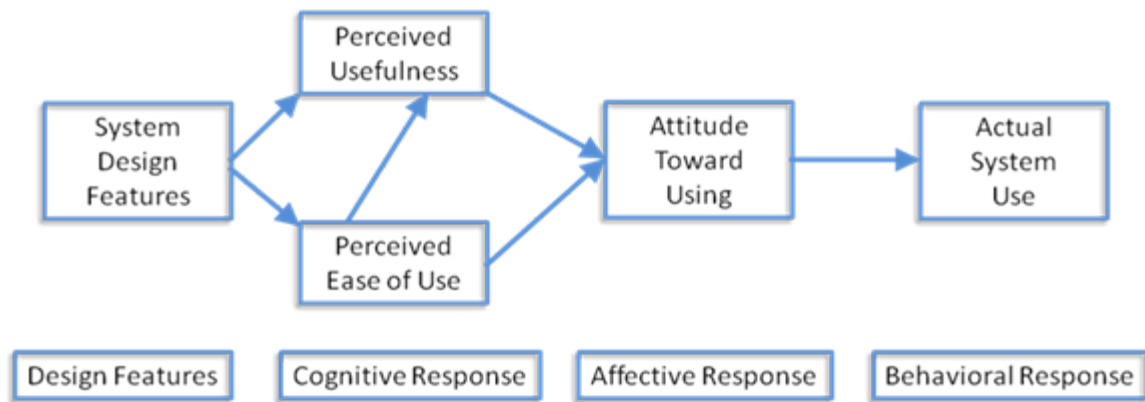 Perceived
Usefulness
System
Design
Features
Attitude
Toward
Using
Actual
System
Use
Perceived
Ease of Use
Design Features
Cognitive Response
Affective Response
Behavioral Response